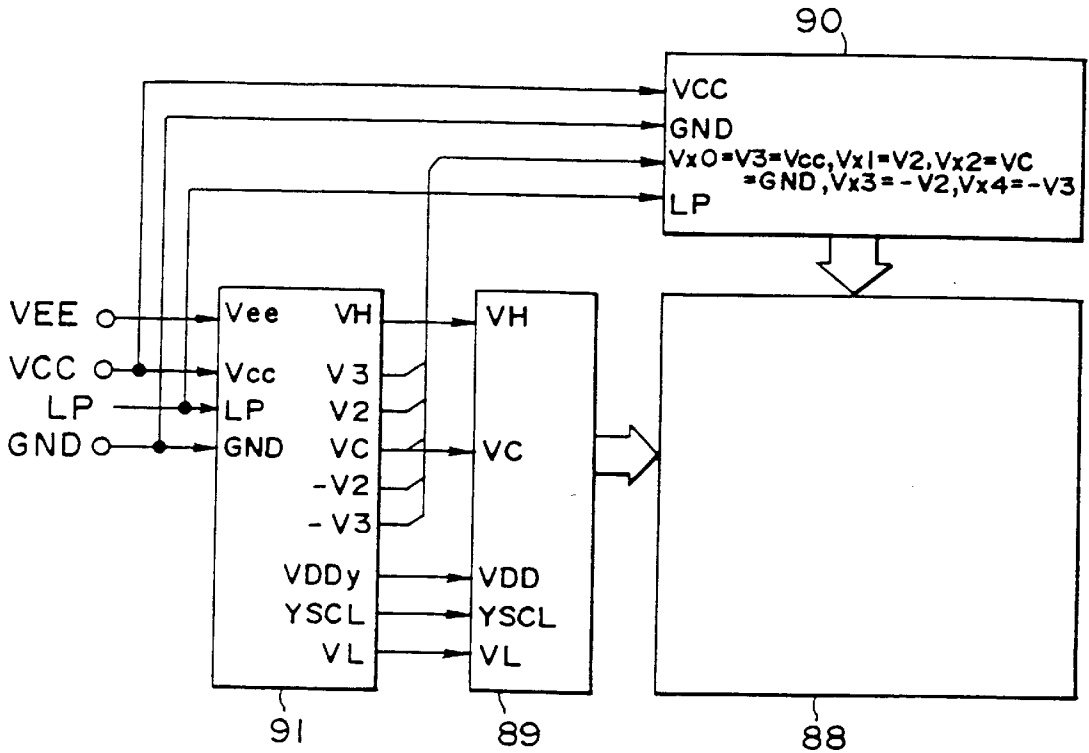 90
VCC
GND
Vx0=V3=Vcc,Vx1=V2,Vx2=VC
=GND,Vx3=-V2,Vx4=-V3
LP
VEE
VCC
LP
GND
Vee
Vcc
LP
GND
VH
V3
V2
VC
-V2
-V3
VDDy
YSCL
VL
VH
VC
VDD
YSCL
VL
91
89
88